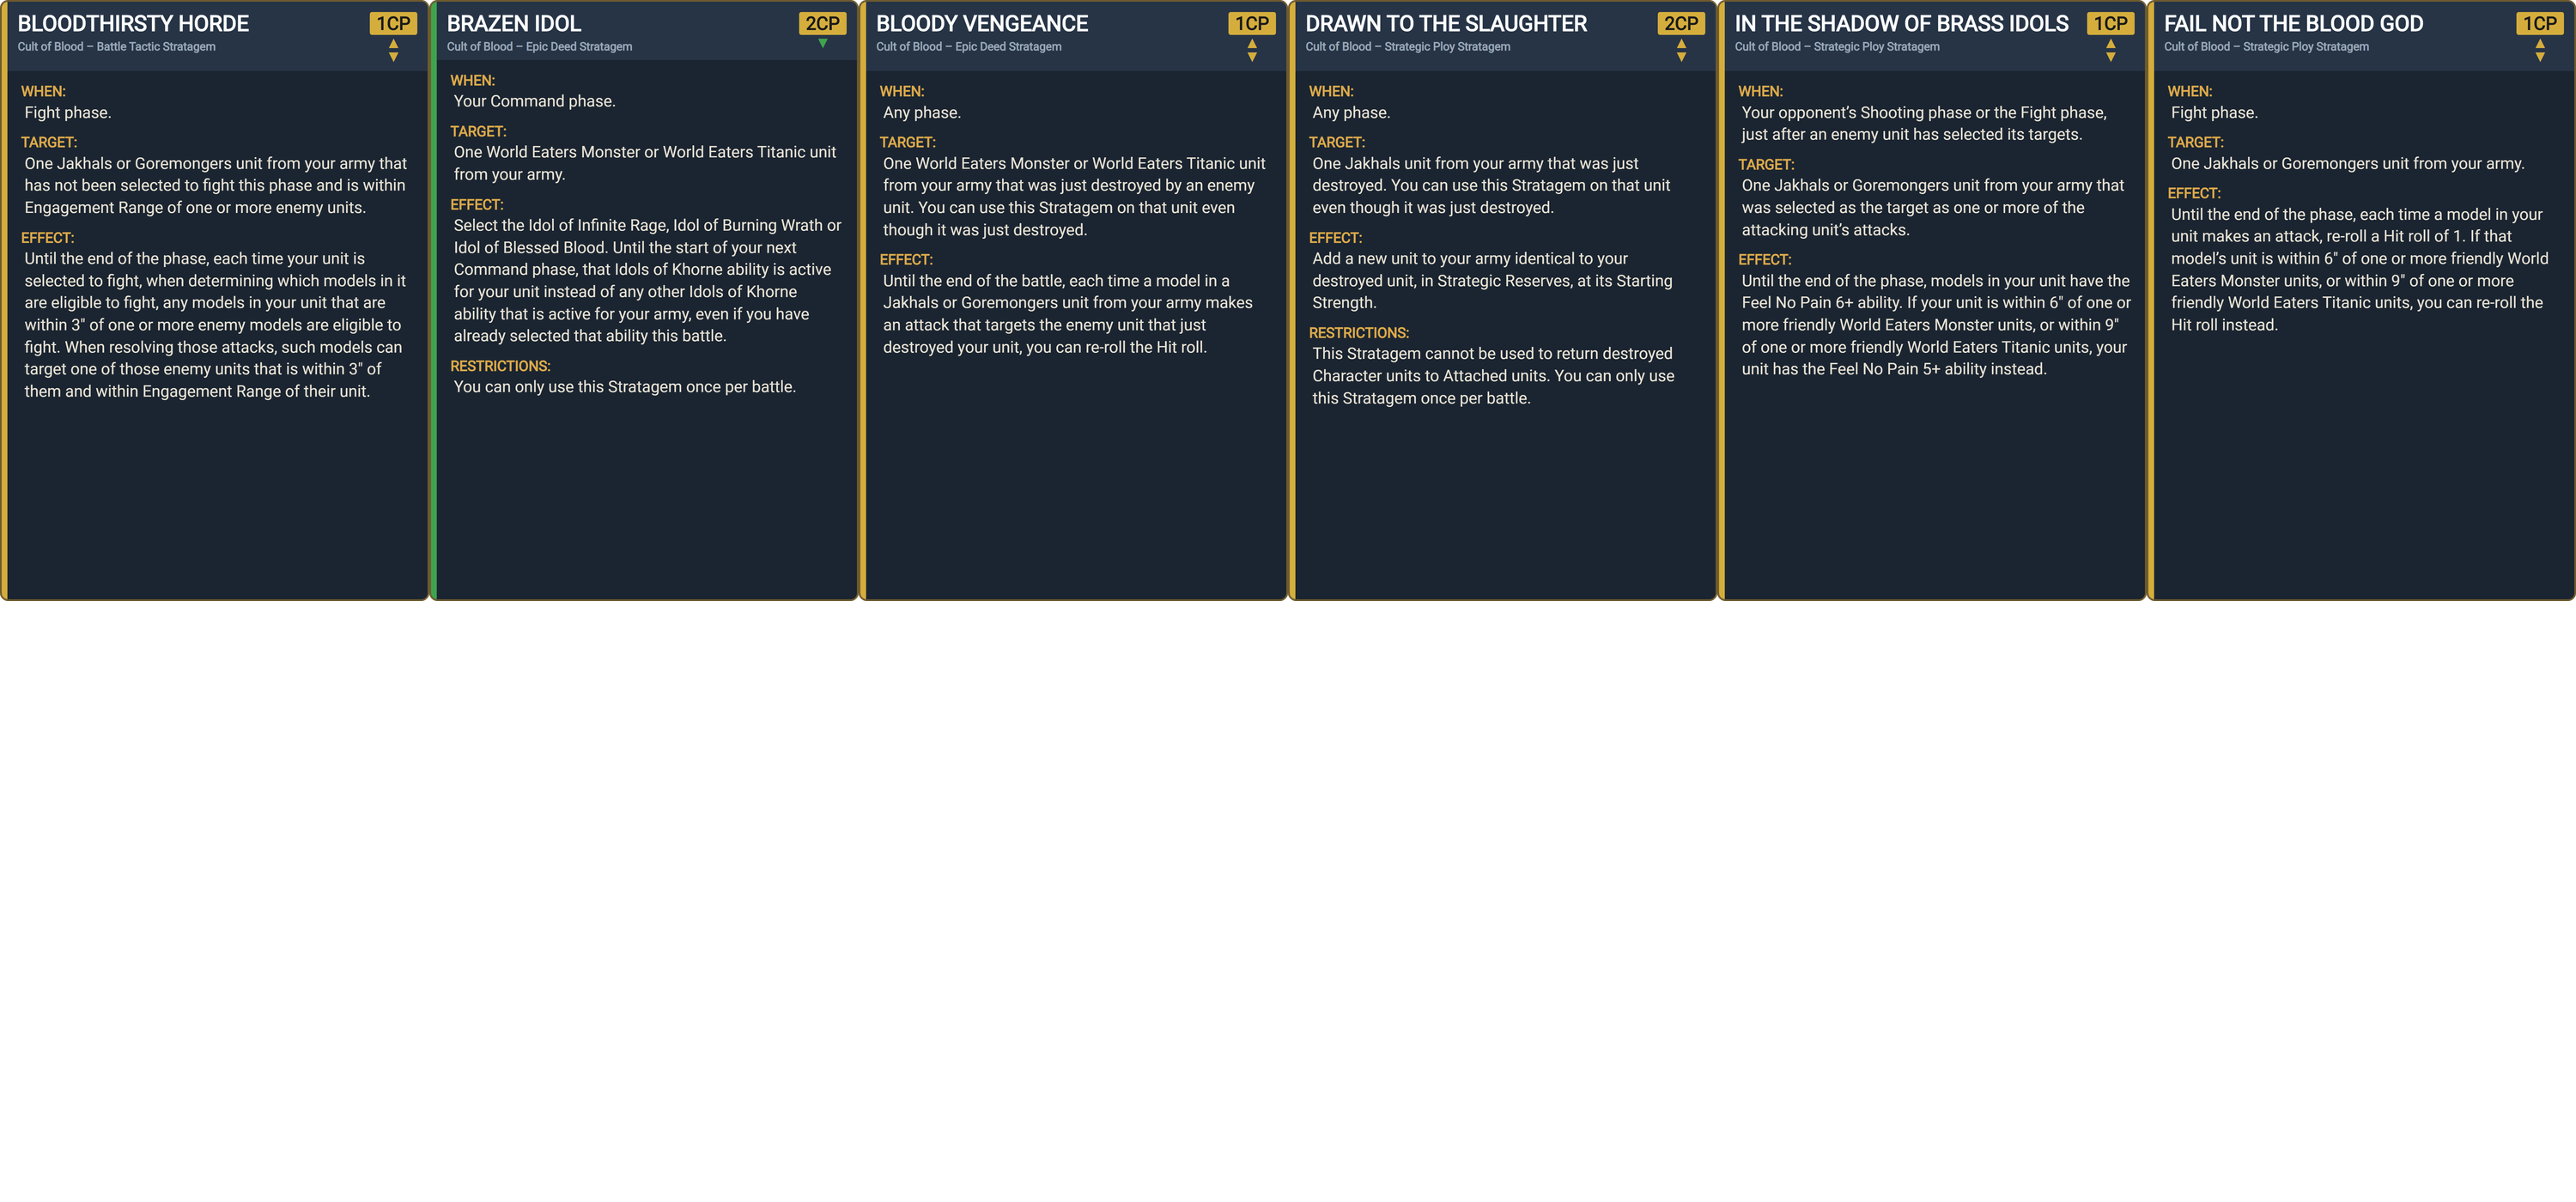 BLOODTHIRSTY HORDE
1CP
Cult of Blood – Battle Tactic Stratagem
WHEN:
Fight phase.
TARGET:
One Jakhals or Goremongers unit from your army that
has not been selected to fight this phase and is within
Engagement Range of one or more enemy units.
EFFECT:
Until the end of the phase, each time your unit is
selected to fight, when determining which models in it
are eligible to fight, any models in your unit that are
within 3" of one or more enemy models are eligible to
fight. When resolving those attacks, such models can
target one of those enemy units that is within 3" of
them and within Engagement Range of their unit.
BRAZEN IDOL
2CP
Cult of Blood – Epic Deed Stratagem
WHEN:
Your Command phase.
TARGET:
One World Eaters Monster or World Eaters Titanic unit
from your army.
EFFECT:
Select the Idol of Infinite Rage, Idol of Burning Wrath or
Idol of Blessed Blood. Until the start of your next
Command phase, that Idols of Khorne ability is active
for your unit instead of any other Idols of Khorne
ability that is active for your army, even if you have
already selected that ability this battle.
RESTRICTIONS:
You can only use this Stratagem once per battle.
BLOODY VENGEANCE
1CP
Cult of Blood – Epic Deed Stratagem
WHEN:
Any phase.
TARGET:
One World Eaters Monster or World Eaters Titanic unit
from your army that was just destroyed by an enemy
unit. You can use this Stratagem on that unit even
though it was just destroyed.
EFFECT:
Until the end of the battle, each time a model in a
Jakhals or Goremongers unit from your army makes
an attack that targets the enemy unit that just
destroyed your unit, you can re-roll the Hit roll.
DRAWN TO THE SLAUGHTER
2CP
Cult of Blood – Strategic Ploy Stratagem
WHEN:
Any phase.
TARGET:
One Jakhals unit from your army that was just
destroyed. You can use this Stratagem on that unit
even though it was just destroyed.
EFFECT:
Add a new unit to your army identical to your
destroyed unit, in Strategic Reserves, at its Starting
Strength.
RESTRICTIONS:
This Stratagem cannot be used to return destroyed
Character units to Attached units. You can only use
this Stratagem once per battle.
IN THE SHADOW OF BRASS IDOLS
1CP
Cult of Blood – Strategic Ploy Stratagem
WHEN:
Your opponent’s Shooting phase or the Fight phase,
just after an enemy unit has selected its targets.
TARGET:
One Jakhals or Goremongers unit from your army that
was selected as the target as one or more of the
attacking unit’s attacks.
EFFECT:
Until the end of the phase, models in your unit have the
Feel No Pain 6+ ability. If your unit is within 6" of one or
more friendly World Eaters Monster units, or within 9"
of one or more friendly World Eaters Titanic units, your
unit has the Feel No Pain 5+ ability instead.
FAIL NOT THE BLOOD GOD
1CP
Cult of Blood – Strategic Ploy Stratagem
WHEN:
Fight phase.
TARGET:
One Jakhals or Goremongers unit from your army.
EFFECT:
Until the end of the phase, each time a model in your
unit makes an attack, re-roll a Hit roll of 1. If that
model’s unit is within 6" of one or more friendly World
Eaters Monster units, or within 9" of one or more
friendly World Eaters Titanic units, you can re-roll the
Hit roll instead.